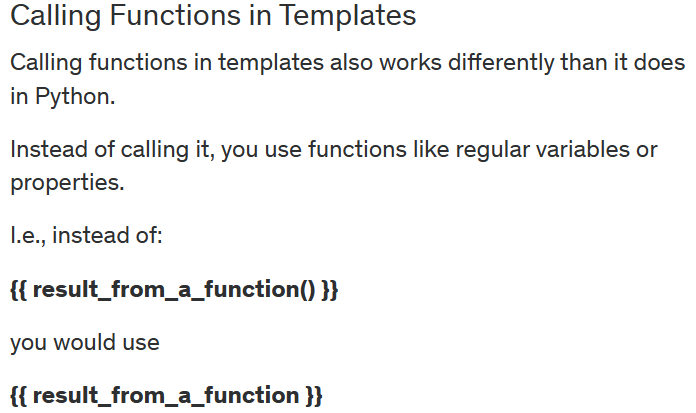 Calling Functions in Templates
Calling functions in templates also works differently than it does
in Python.
Instead of calling it, you use functions like regular variables or
properties.
I.e., instead of:
{{ result_from_a_function() }}
you would use
{{ result_from_a_function }}